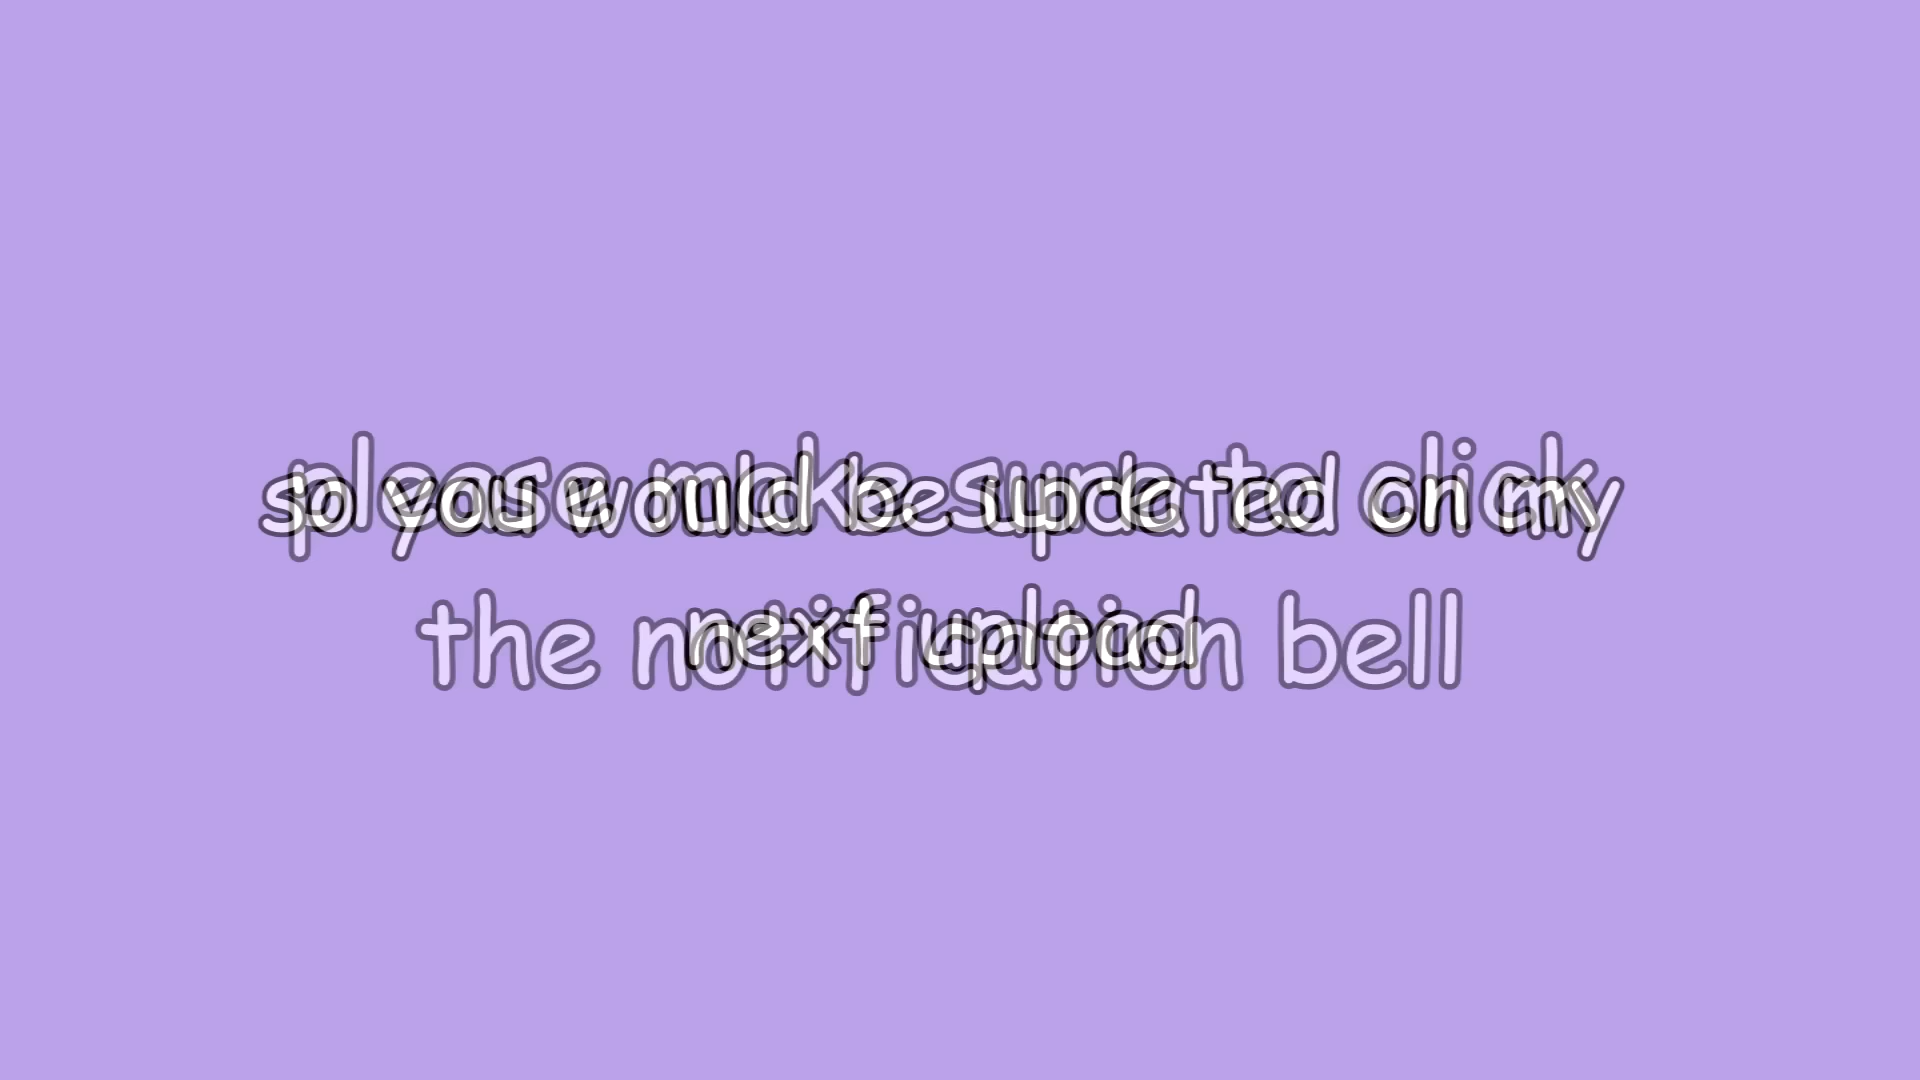 please make sure to click
the notification bell
so you would be updated on my
next upload